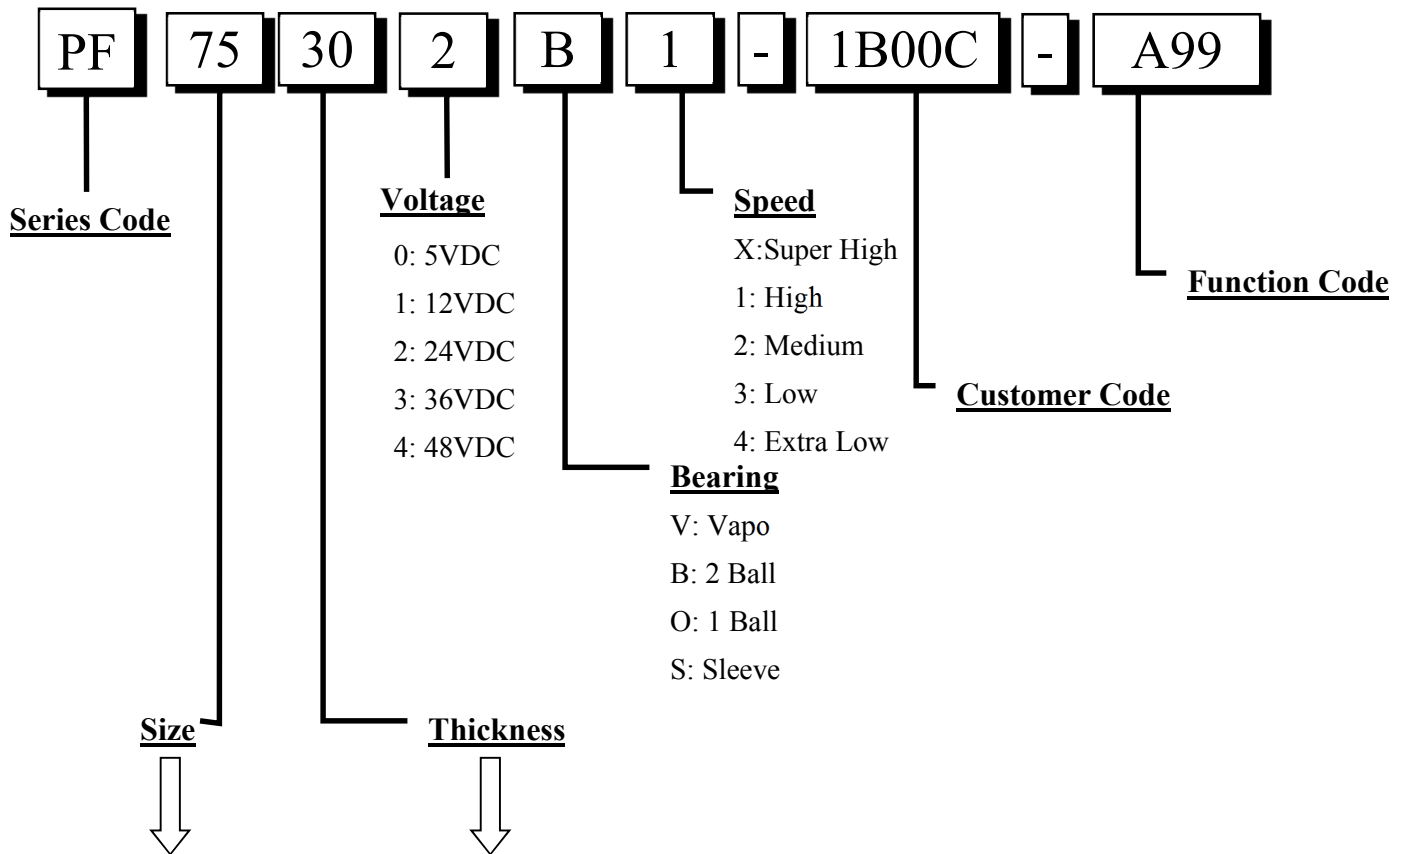 PF 75 30 2 B 1 - 1B00C - A99
Series Code
Voltage
0: 5VDC
1: 12VDC
2: 24VDC
3: 36VDC
4: 48VDC
Speed
X:Super High
1: High
2: Medium
3: Low
4: Extra Low
Function Code
Customer Code
Bearing
V: Vapo
B: 2 Ball
O: 1 Ball
S: Sleeve
Size
Thickness